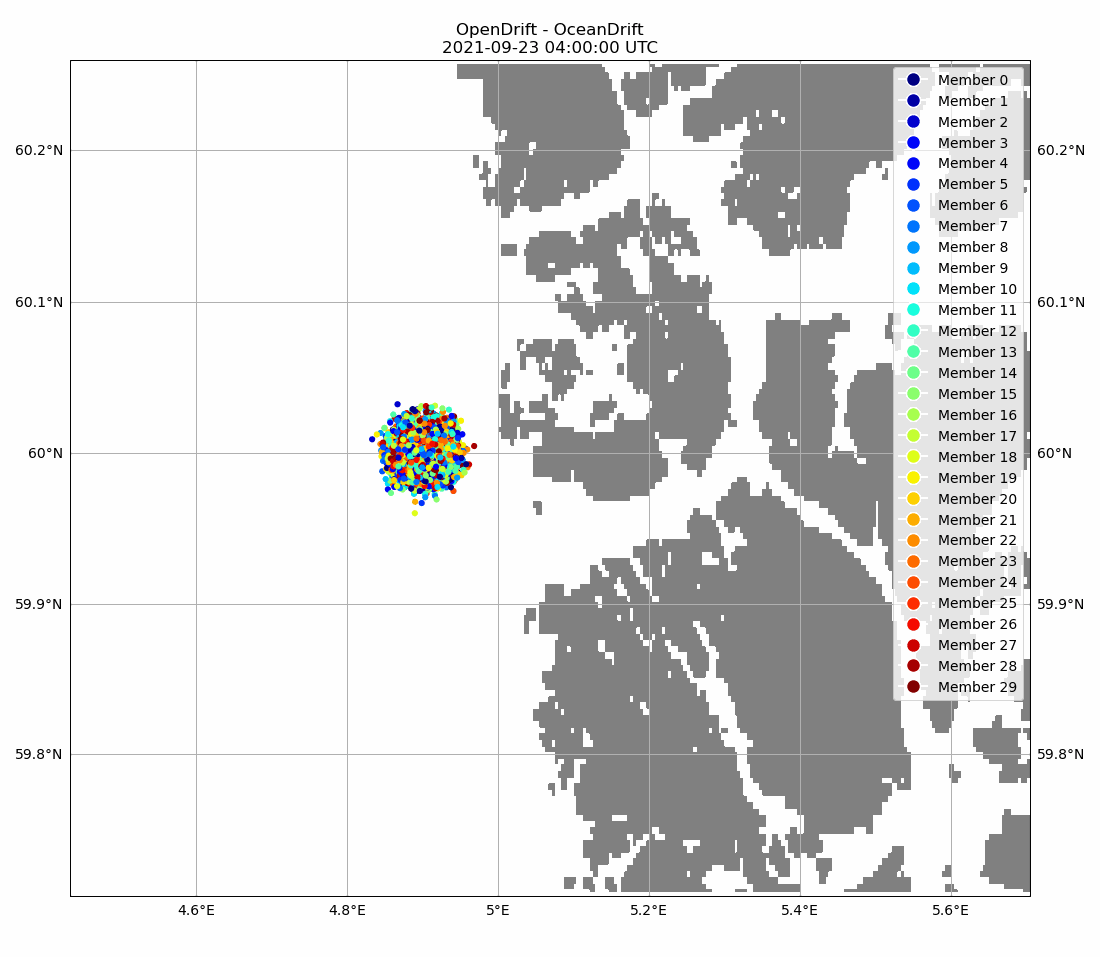 OpenDrift - OceanDrift
2021-09-23 04:00:00 UTC
Member 0
Member 1
Member 2
Member 3
Member 4
Member 5
Member 6
Member 7
Member 8
Member 9
Member 10
Member 11
Member 12
Member 13
Member 14
Member 15
Member 16
Member 17
Member 18
Member 19
Member 20
Member 21
Member 22
Member 23
Member 24
Member 25
Member 26
Member 27
Member 28
Member 29
60.2°N 60.2°N
60.1°N 60.1°N
60°N 60°N
59.9°N 59.9°N
59.8°N 59.8°N
4.6°E 4.8°E 5°E 5.2°E 5.4°E 5.6°E